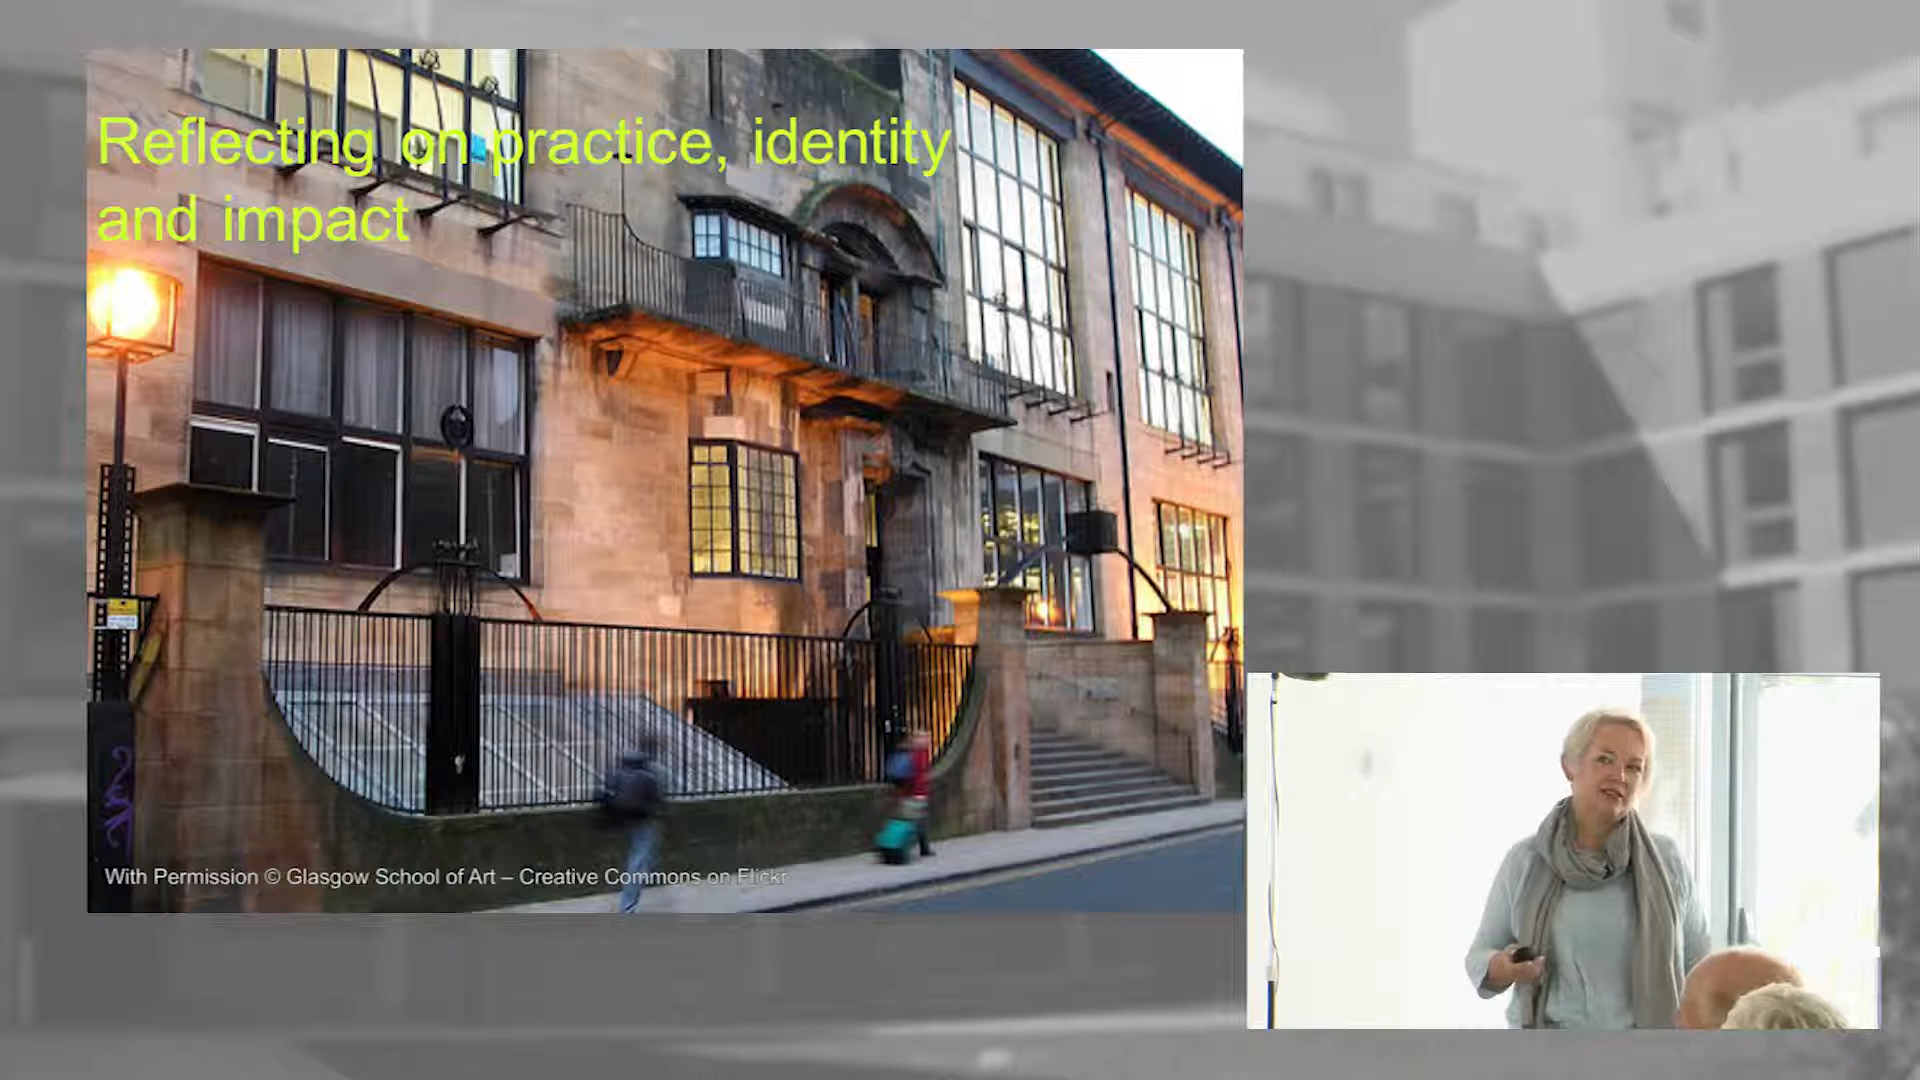 Reflecting on practice, identity
and impact
With Permission © Glasgow School of Art – Creative Commons on Flickr